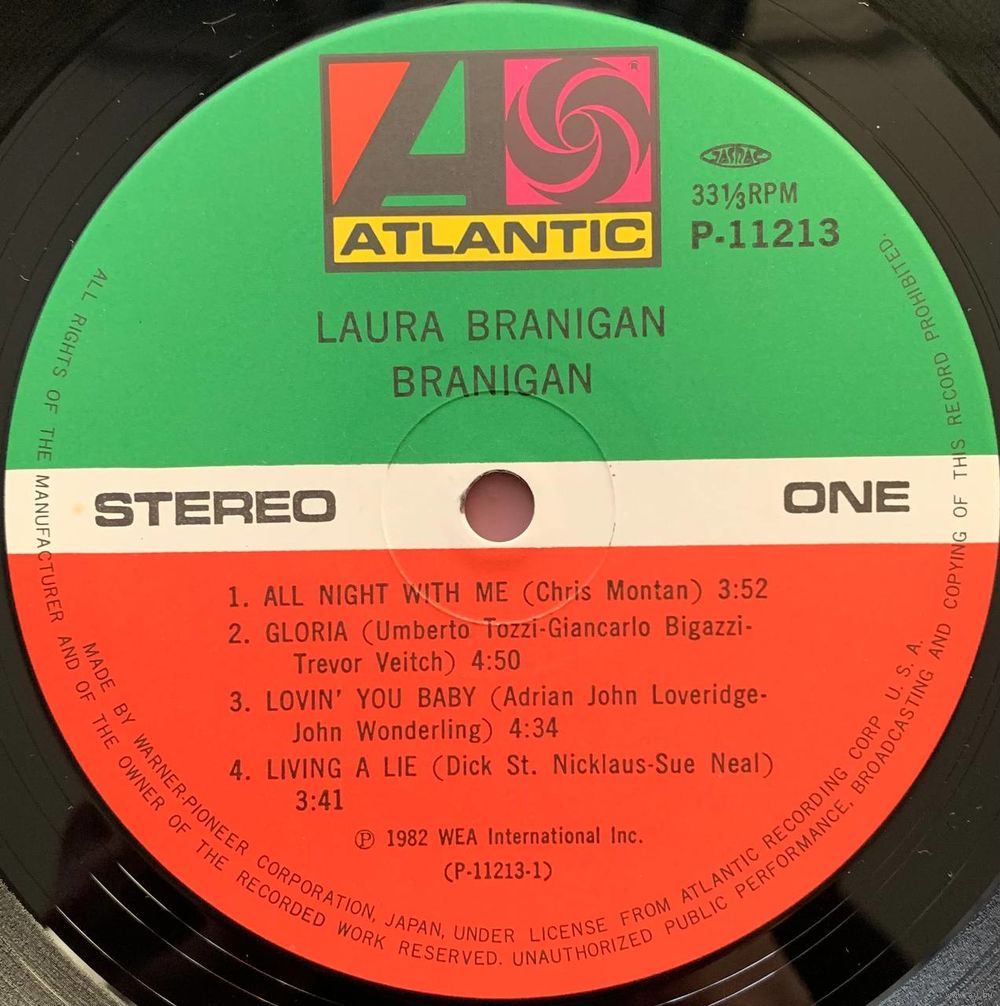 ATLANTIC
®
JASRAC
33⅓RPM
P-11213
LAURA BRANIGAN
BRANIGAN
STEREO
ONE
1. ALL NIGHT WITH ME (Chris Montan) 3:52
2. GLORIA (Umberto Tozzi-Giancarlo Bigazzi-
Trevor Veitch) 4:50
3. LOVIN' YOU BABY (Adrian John Loveridge-
John Wonderling) 4:34
4. LIVING A LIE (Dick St. Nicklaus-Sue Neal)
3:41
℗ 1982 WEA International Inc.
(P-11213-1)
MADE BY WARNER-PIONEER CORPORATION, JAPAN, UNDER LICENSE FROM ATLANTIC RECORDING CORP U. S. A.
ALL RIGHTS OF THE MANUFACTURER AND OF THE OWNER OF THE RECORDED WORK RESERVED. UNAUTHORIZED PUBLIC PERFORMANCE, BROADCASTING AND COPYING OF THIS RECORD PROHIBITED.